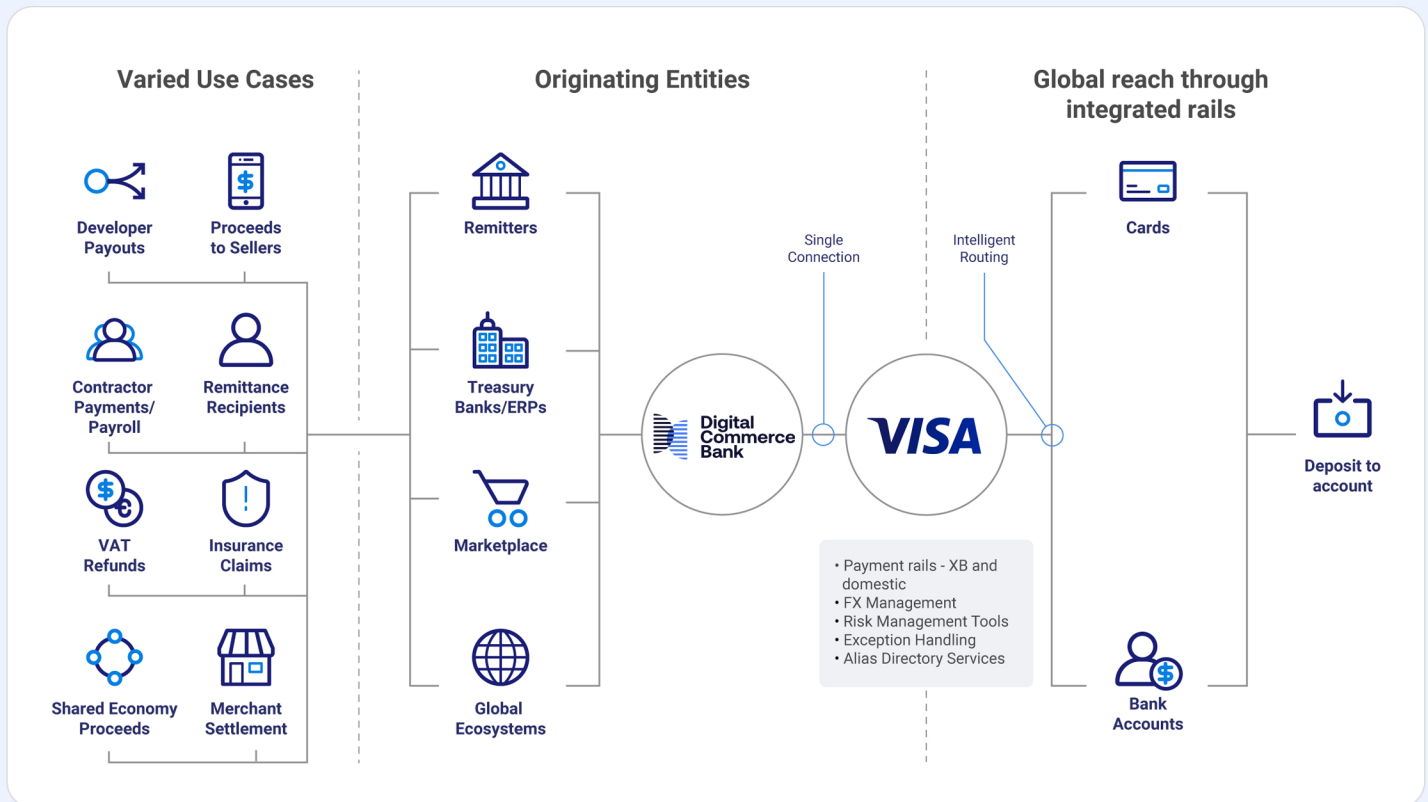 Varied Use Cases
Originating Entities
Global reach through
integrated rails
Developer
Payouts
Proceeds
to Sellers
Contractor
Payments/
Payroll
Remittance
Recipients
VAT
Refunds
Insurance
Claims
Shared Economy
Proceeds
Merchant
Settlement
Remitters
Treasury
Banks/ERPs
Marketplace
Global
Ecosystems
Digital
Commerce
Bank
Single
Connection
VISA
Intelligent
Routing
• Payment rails - XB and
domestic
• FX Management
• Risk Management Tools
• Exception Handling
• Alias Directory Services
Cards
Bank
Accounts
Deposit to
account